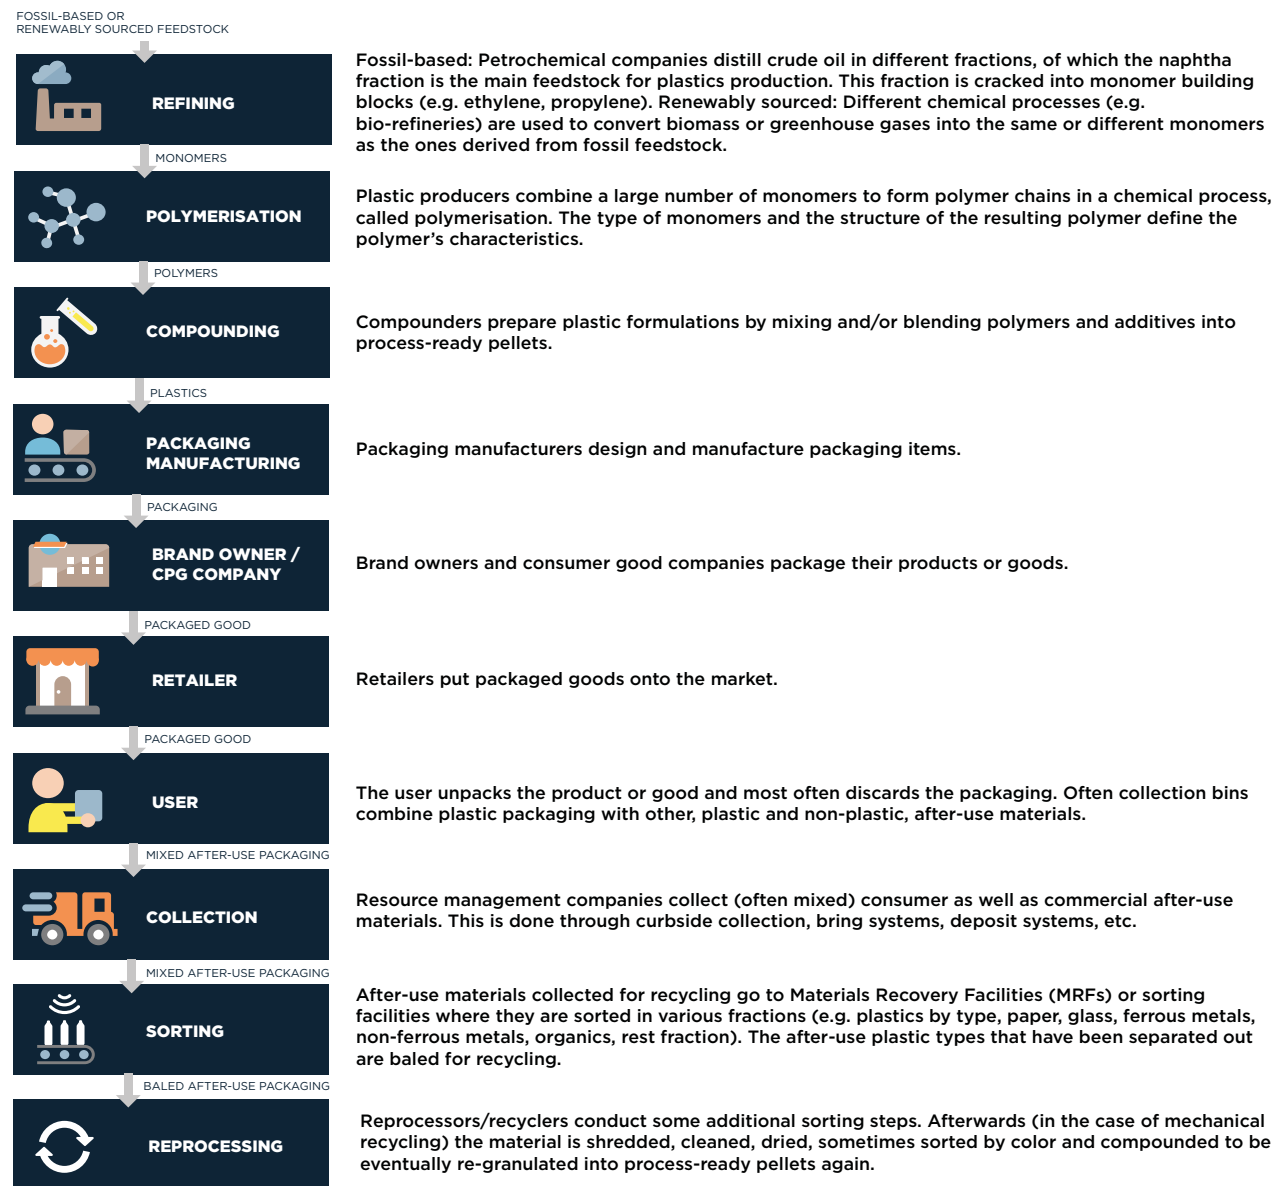 FOSSIL-BASED OR
RENEWABLY SOURCED FEEDSTOCK
REFINING
Fossil-based: Petrochemical companies distill crude oil in different fractions, of which the naphtha
fraction is the main feedstock for plastics production. This fraction is cracked into monomer building
blocks (e.g. ethylene, propylene). Renewably sourced: Different chemical processes (e.g.
bio-refineries) are used to convert biomass or greenhouse gases into the same or different monomers
as the ones derived from fossil feedstock.
MONOMERS
POLYMERISATION
Plastic producers combine a large number of monomers to form polymer chains in a chemical process,
called polymerisation. The type of monomers and the structure of the resulting polymer define the
polymer’s characteristics.
POLYMERS
COMPOUNDING
Compounders prepare plastic formulations by mixing and/or blending polymers and additives into
process-ready pellets.
PLASTICS
PACKAGING
MANUFACTURING
Packaging manufacturers design and manufacture packaging items.
PACKAGING
BRAND OWNER /
CPG COMPANY
Brand owners and consumer good companies package their products or goods.
PACKAGED GOOD
RETAILER
Retailers put packaged goods onto the market.
PACKAGED GOOD
USER
The user unpacks the product or good and most often discards the packaging. Often collection bins
combine plastic packaging with other, plastic and non-plastic, after-use materials.
MIXED AFTER-USE PACKAGING
COLLECTION
Resource management companies collect (often mixed) consumer as well as commercial after-use
materials. This is done through curbside collection, bring systems, deposit systems, etc.
MIXED AFTER-USE PACKAGING
SORTING
After-use materials collected for recycling go to Materials Recovery Facilities (MRFs) or sorting
facilities where they are sorted in various fractions (e.g. plastics by type, paper, glass, ferrous metals,
non-ferrous metals, organics, rest fraction). The after-use plastic types that have been separated out
are baled for recycling.
BALED AFTER-USE PACKAGING
REPROCESSING
Reprocessors/recyclers conduct some additional sorting steps. Afterwards (in the case of mechanical
recycling) the material is shredded, cleaned, dried, sometimes sorted by color and compounded to be
eventually re-granulated into process-ready pellets again.